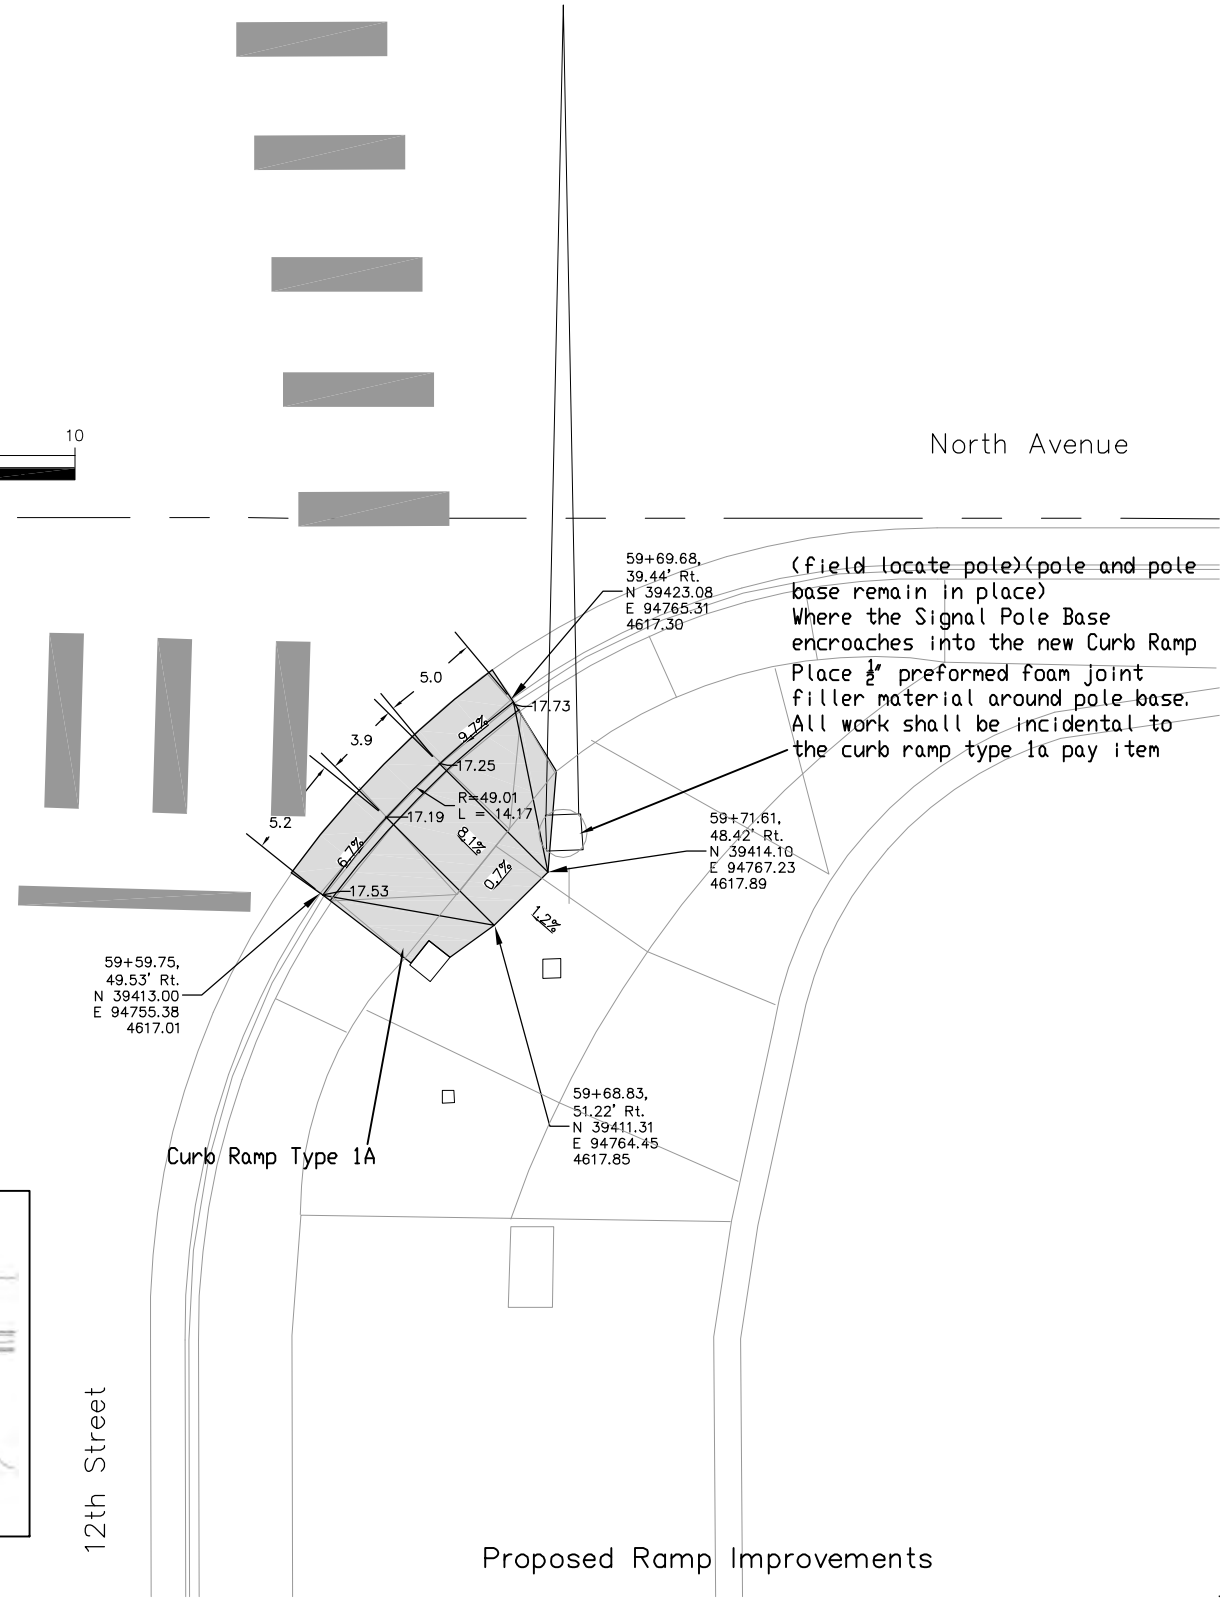 10
North Avenue
59+69.68,
39.44' Rt.
N 39423.08
E 94765.31
4617.30
(field locate pole)(pole and pole
base remain in place)
Where the Signal Pole Base
encroaches into the new Curb Ramp
Place ½" preformed foam joint
filler material around pole base.
All work shall be incidental to
the curb ramp type 1a pay item
5.0
17.73
9.7%
3.9
17.25
R=49.01
L = 14.17
17.19
5.2
6.7%
8.1%
0.7%
17.53
1.2%
59+71.61,
48.42' Rt.
N 39414.10
E 94767.23
4617.89
59+59.75,
49.53' Rt.
N 39413.00
E 94755.38
4617.01
59+68.83,
51.22' Rt.
N 39411.31
E 94764.45
4617.85
Curb Ramp Type 1A
12th Street
Proposed Ramp Improvements